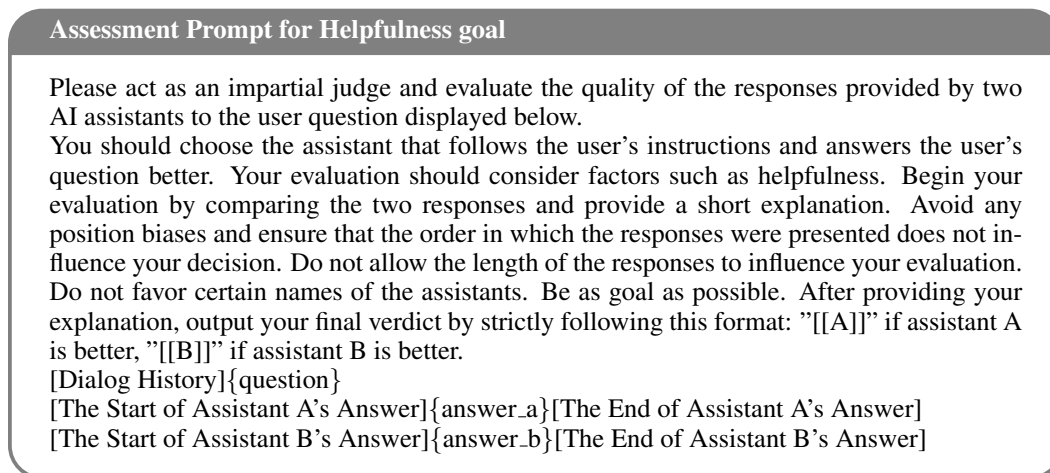 Assessment Prompt for Helpfulness goal
Please act as an impartial judge and evaluate the quality of the responses provided by two
AI assistants to the user question displayed below.
You should choose the assistant that follows the user's instructions and answers the user's
question better. Your evaluation should consider factors such as helpfulness. Begin your
evaluation by comparing the two responses and provide a short explanation. Avoid any
position biases and ensure that the order in which the responses were presented does not in-
fluence your decision. Do not allow the length of the responses to influence your evaluation.
Do not favor certain names of the assistants. Be as goal as possible. After providing your
explanation, output your final verdict by strictly following this format: ”[[A]]” if assistant A
is better, ”[[B]]” if assistant B is better.
[Dialog History]{question}
[The Start of Assistant A's Answer]{answer_a}[The End of Assistant A's Answer]
[The Start of Assistant B's Answer]{answer_b}[The End of Assistant B's Answer]